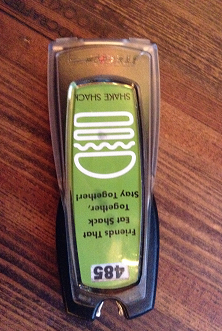 485
Friends That
Eat Shack
Together,
Stay Together!
SHAKE SHACK